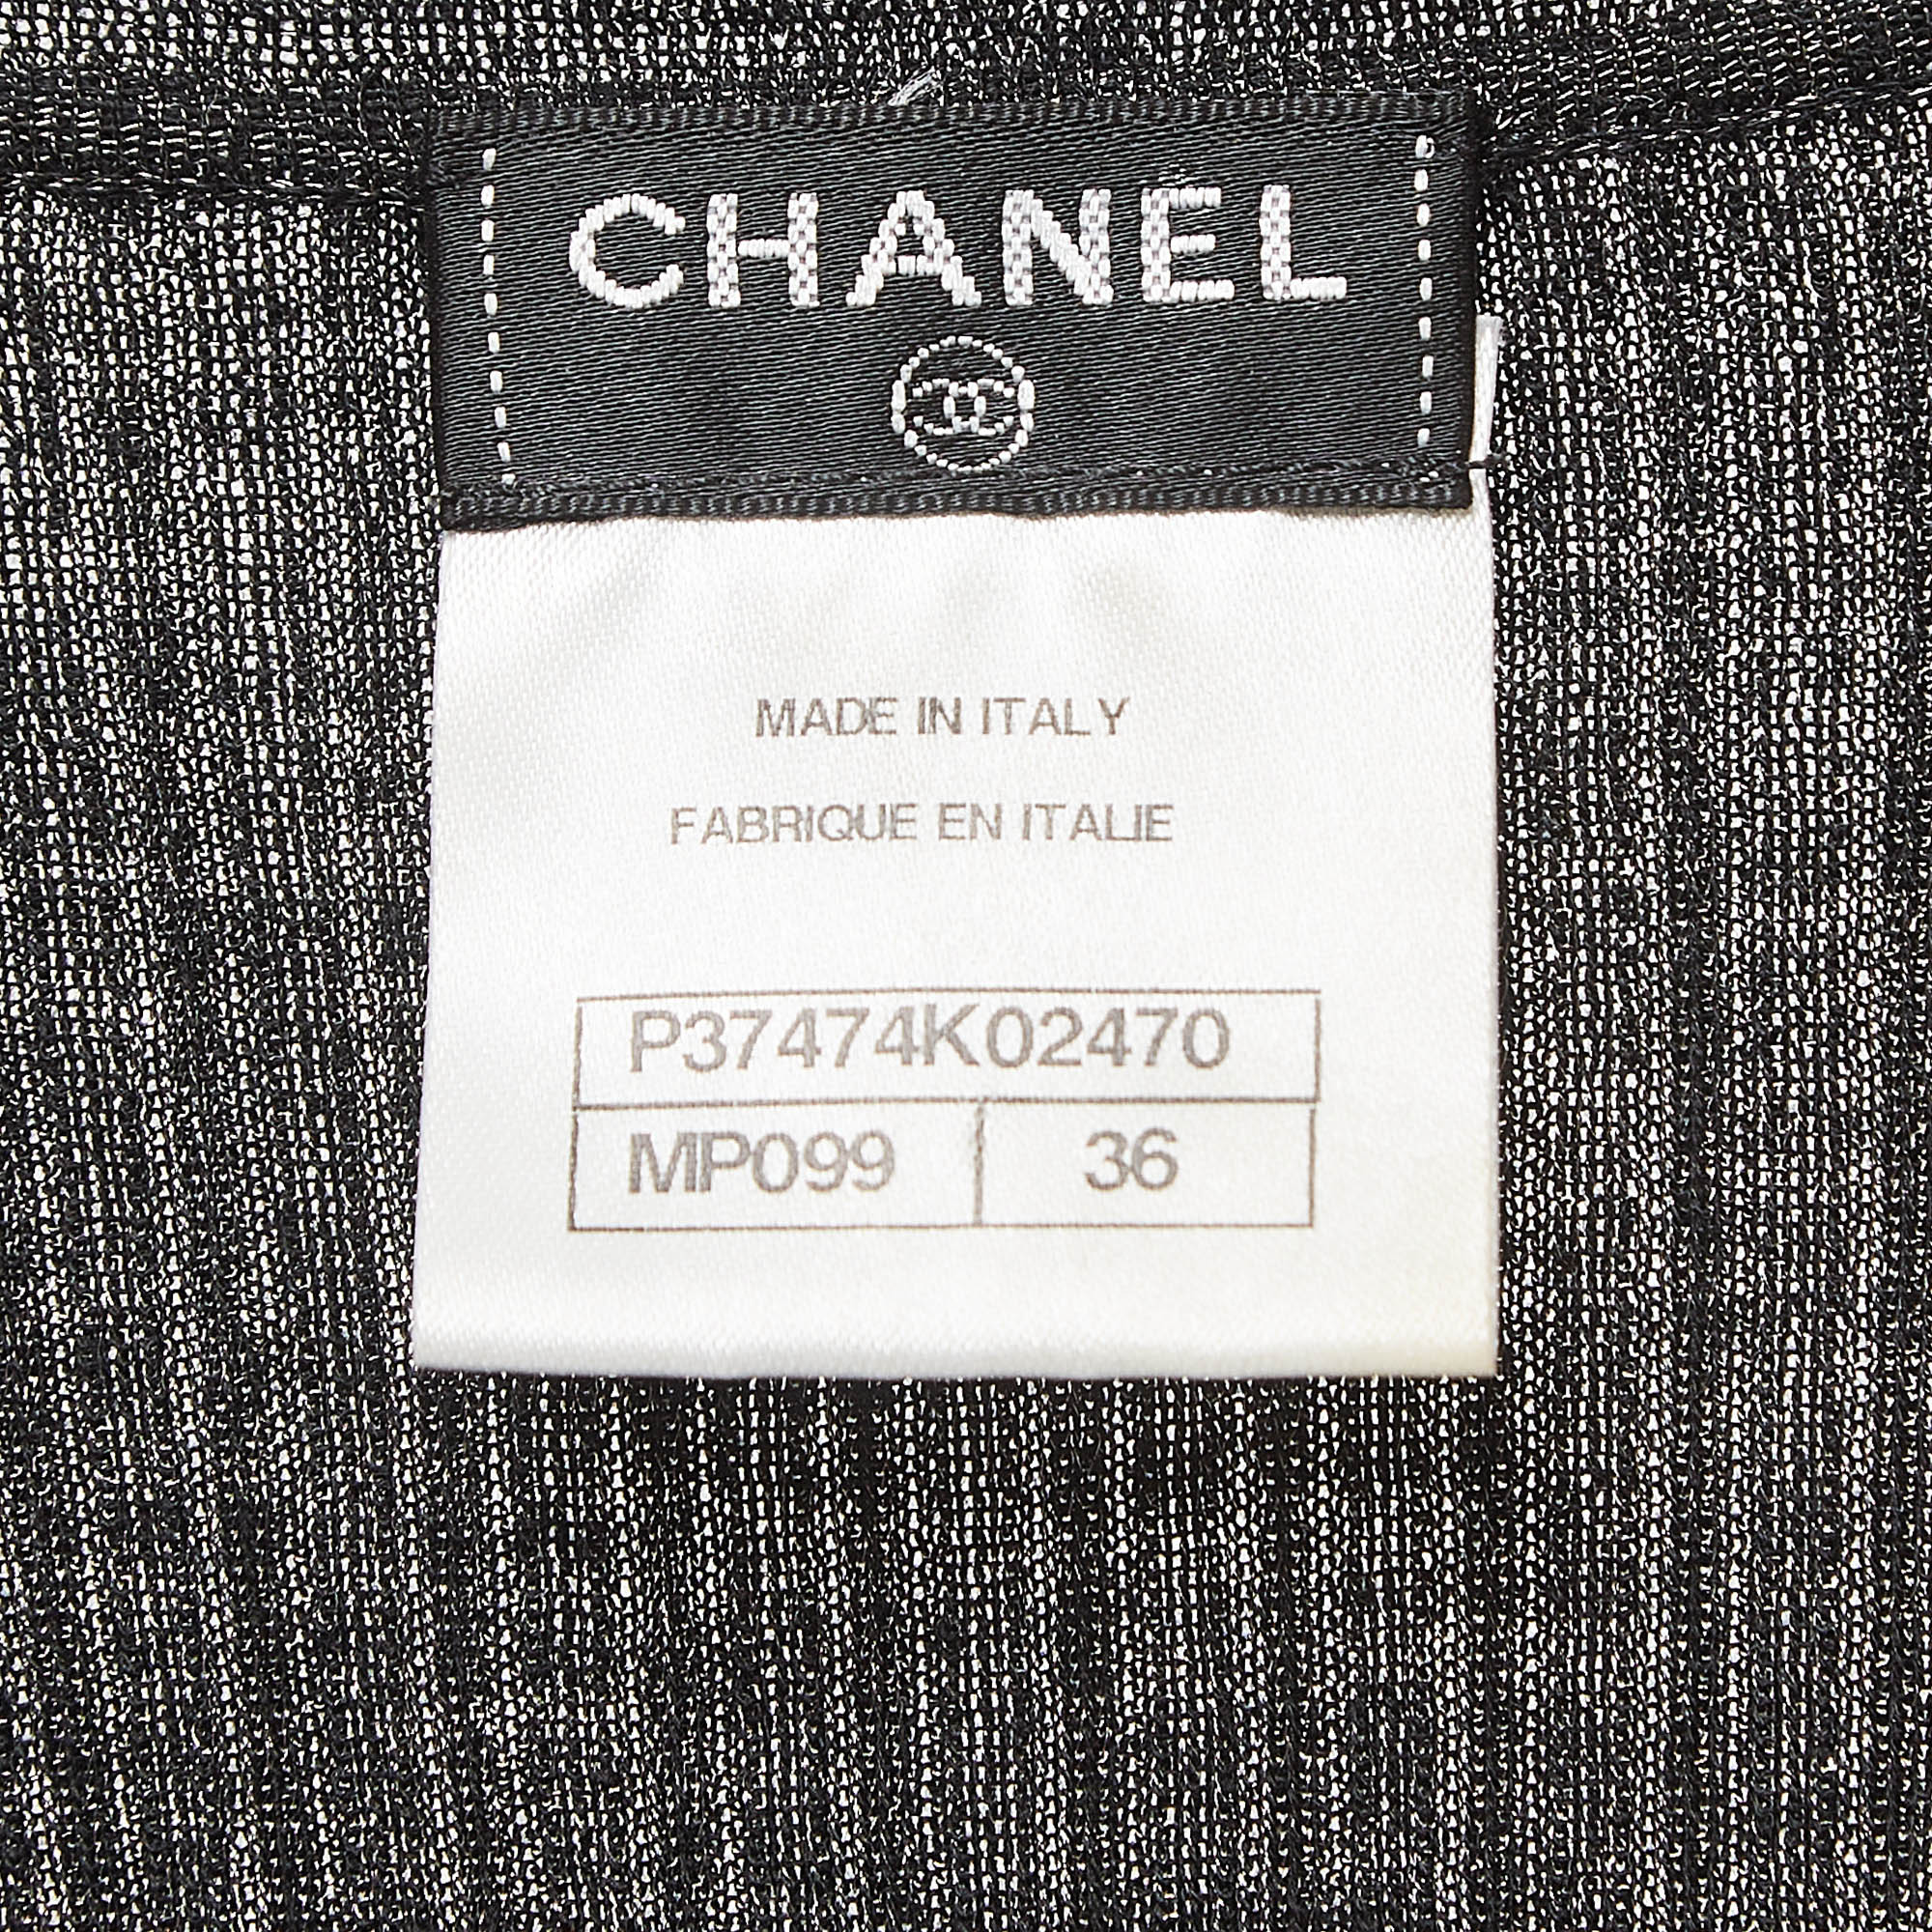 CHANEL
MADE IN ITALY
FABRIQUE EN ITALIE
P37474K02470
MP099 36